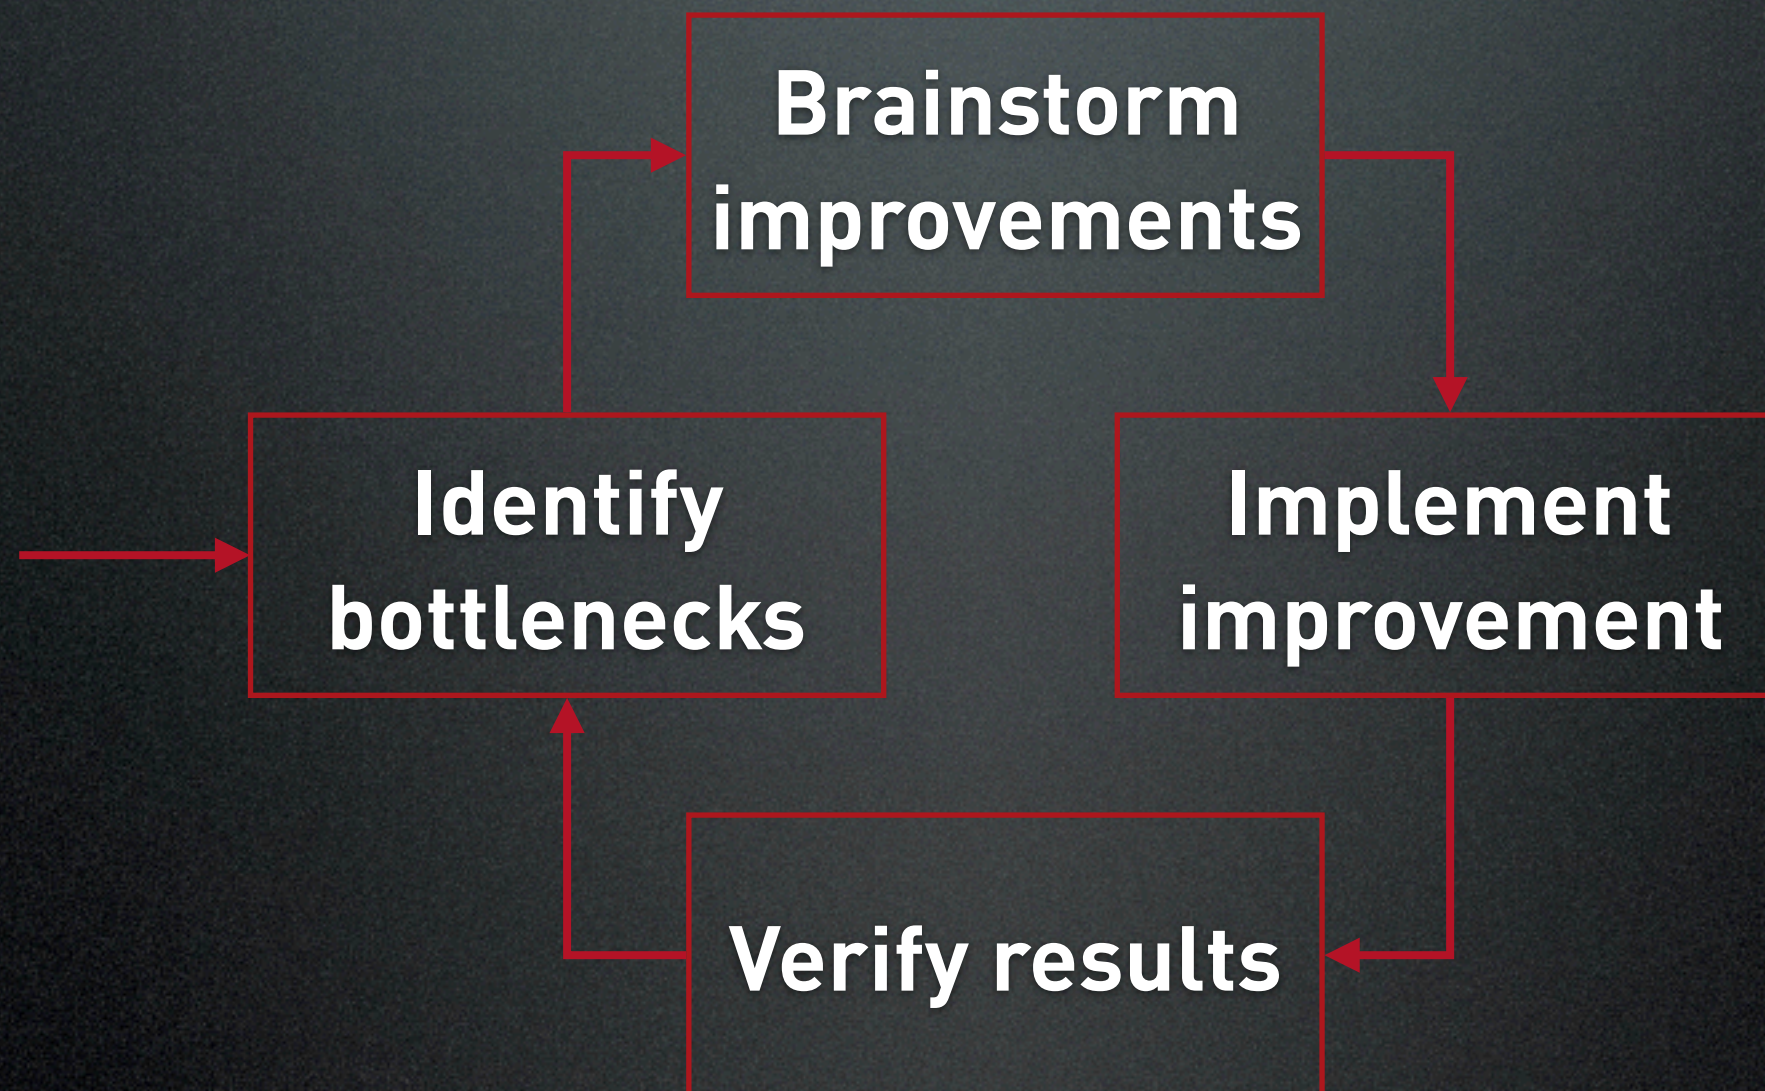 Brainstorm
improvements
Identify
bottlenecks
Implement
improvement
Verify results